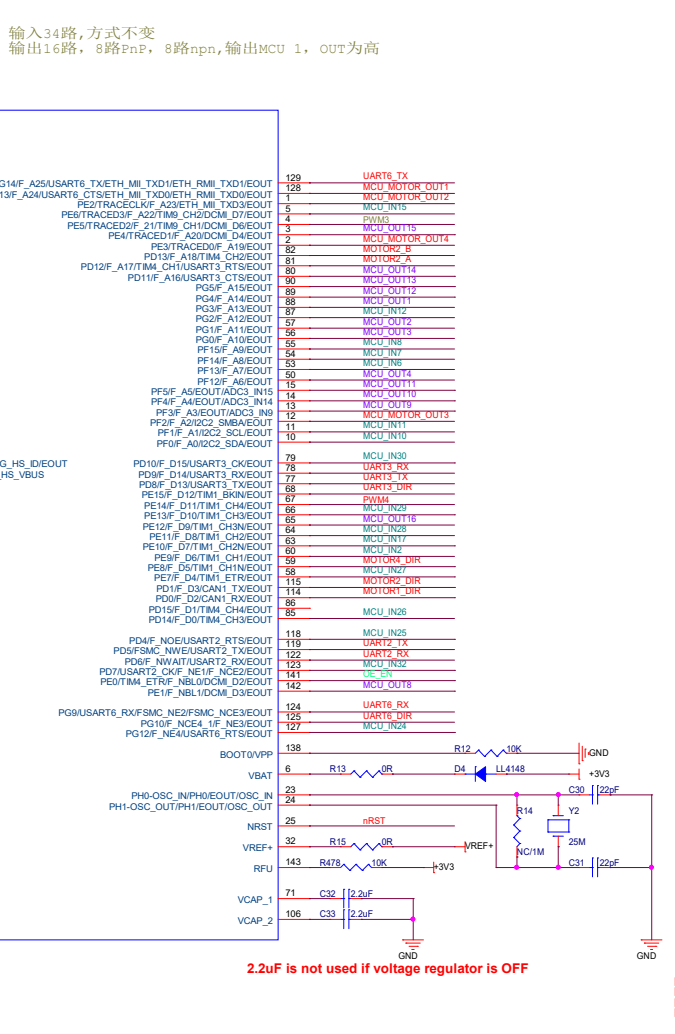 输入34路,方式不变
输出16路, 8路PnP, 8路npn,输出MCU 1, OUT为高
G14/F_A25/USART6_TX/ETH_MII_TXD1/ETH_RMII_TXD1/EOUT 129 UART6_TX
13/F_A24/USART6_CTS/ETH_MII_TXD0/ETH_RMII_TXD0/EOUT 128 MCU_MOTOR_OUT1
PE2/TRACECLK/F_A23/ETH_MII_TXD3/EOUT 1 MCU_MOTOR_OUT2
PE6/TRACED3/F_A22/TIM9_CH2/DCMI_D7/EOUT 5 MCU_IN15
PE5/TRACED2/F_21/TIM9_CH1/DCMI_D6/EOUT 4 PWM3
PE4/TRACED1/F_A20/DCMI_D4/EOUT 3 MCU_OUT15
PE3/TRACED0/F_A19/EOUT 2 MCU_MOTOR_OUT4
PD13/F_A18/TIM4_CH2/EOUT 82 MOTOR2_B
PD12/F_A17/TIM4_CH1/USART3_RTS/EOUT 81 MOTOR2_A
PD11/F_A16/USART3_CTS/EOUT 80 MCU_OUT14
PG5/F_A15/EOUT 90 MCU_OUT13
PG4/F_A14/EOUT 89 MCU_OUT12
PG3/F_A13/EOUT 88 MCU_OUT1
PG2/F_A12/EOUT 87 MCU_IN12
PG1/F_A11/EOUT 57 MCU_OUT2
PG0/F_A10/EOUT 56 MCU_OUT3
PF15/F_A9/EOUT 55 MCU_IN8
PF14/F_A8/EOUT 54 MCU_IN7
PF13/F_A7/EOUT 53 MCU_IN6
PF12/F_A6/EOUT 50 MCU_OUT4
PF5/F_A5/EOUT/ADC3_IN15 15 MCU_OUT11
PF4/F_A4/EOUT/ADC3_IN14 14 MCU_OUT10
PF3/F_A3/EOUT/ADC3_IN9 13 MCU_OUT9
PF2/F_A2/I2C2_SMBA/EOUT 12 MCU_MOTOR_OUT3
PF1/F_A1/I2C2_SCL/EOUT 11 MCU_IN11
PF0/F_A0/I2C2_SDA/EOUT 10 MCU_IN10
G_HS_ID/EOUT PD10/F_D15/USART3_CK/EOUT 79 MCU_IN30
HS_VBUS PD9/F_D14/USART3_RX/EOUT 78 UART3_RX
PD8/F_D13/USART3_TX/EOUT 77 UART3_TX
PE15/F_D12/TIM1_BKIN/EOUT 68 UART3_DIR
PE14/F_D11/TIM1_CH4/EOUT 67 PWM4
PE13/F_D10/TIM1_CH3/EOUT 66 MCU_IN29
PE12/F_D9/TIM1_CH3N/EOUT 65 MCU_OUT16
PE11/F_D8/TIM1_CH2/EOUT 64 MCU_IN28
PE10/F_D7/TIM1_CH2N/EOUT 63 MCU_IN17
PE9/F_D6/TIM1_CH1/EOUT 60 MCU_IN2
PE8/F_D5/TIM1_CH1N/EOUT 59 MOTOR4_DIR
PE7/F_D4/TIM1_ETR/EOUT 58 MCU_IN27
PD1/F_D3/CAN1_TX/EOUT 115 MOTOR2_DIR
PD0/F_D2/CAN1_RX/EOUT 114 MOTOR1_DIR
PD15/F_D1/TIM4_CH4/EOUT 86
PD14/F_D0/TIM4_CH3/EOUT 85 MCU_IN26
PD4/F_NOE/USART2_RTS/EOUT 118 MCU_IN25
PD5/FSMC_NWE/USART2_TX/EOUT 119 UART2_TX
PD6/F_NWAIT/USART2_RX/EOUT 122 UART2_RX
PD7/USART2_CK/F_NE1/F_NCE2/EOUT 123 MCU_IN32
PE0/TIM4_ETR/F_NBL0/DCMI_D2/EOUT 141 OE_EN
PE1/F_NBL1/DCMI_D3/EOUT 142 MCU_OUT8
PG9/USART6_RX/FSMC_NE2/FSMC_NCE3/EOUT 124 UART6_RX
PG10/F_NCE4_1/F_NE3/EOUT 125 UART6_DIR
PG12/F_NE4/USART6_RTS/EOUT 127 MCU_IN24
BOOT0/VPP 138 R12 10K GND
VBAT 6 R13 0R D4 LL4148 +3V3
PH0-OSC_IN/PH0/EOUT/OSC_IN 23 C30 22pF
PH1-OSC_OUT/PH1/EOUT/OSC_OUT 24 R14 Y2
NRST 25 nRST
NC/1M 25M
VREF+ 32 R15 0R VREF+
RFU 143 R478 10K +3V3 C31 22pF
VCAP_1 71 C32 2.2uF
VCAP_2 106 C33 2.2uF
GND GND
2.2uF is not used if voltage regulator is OFF